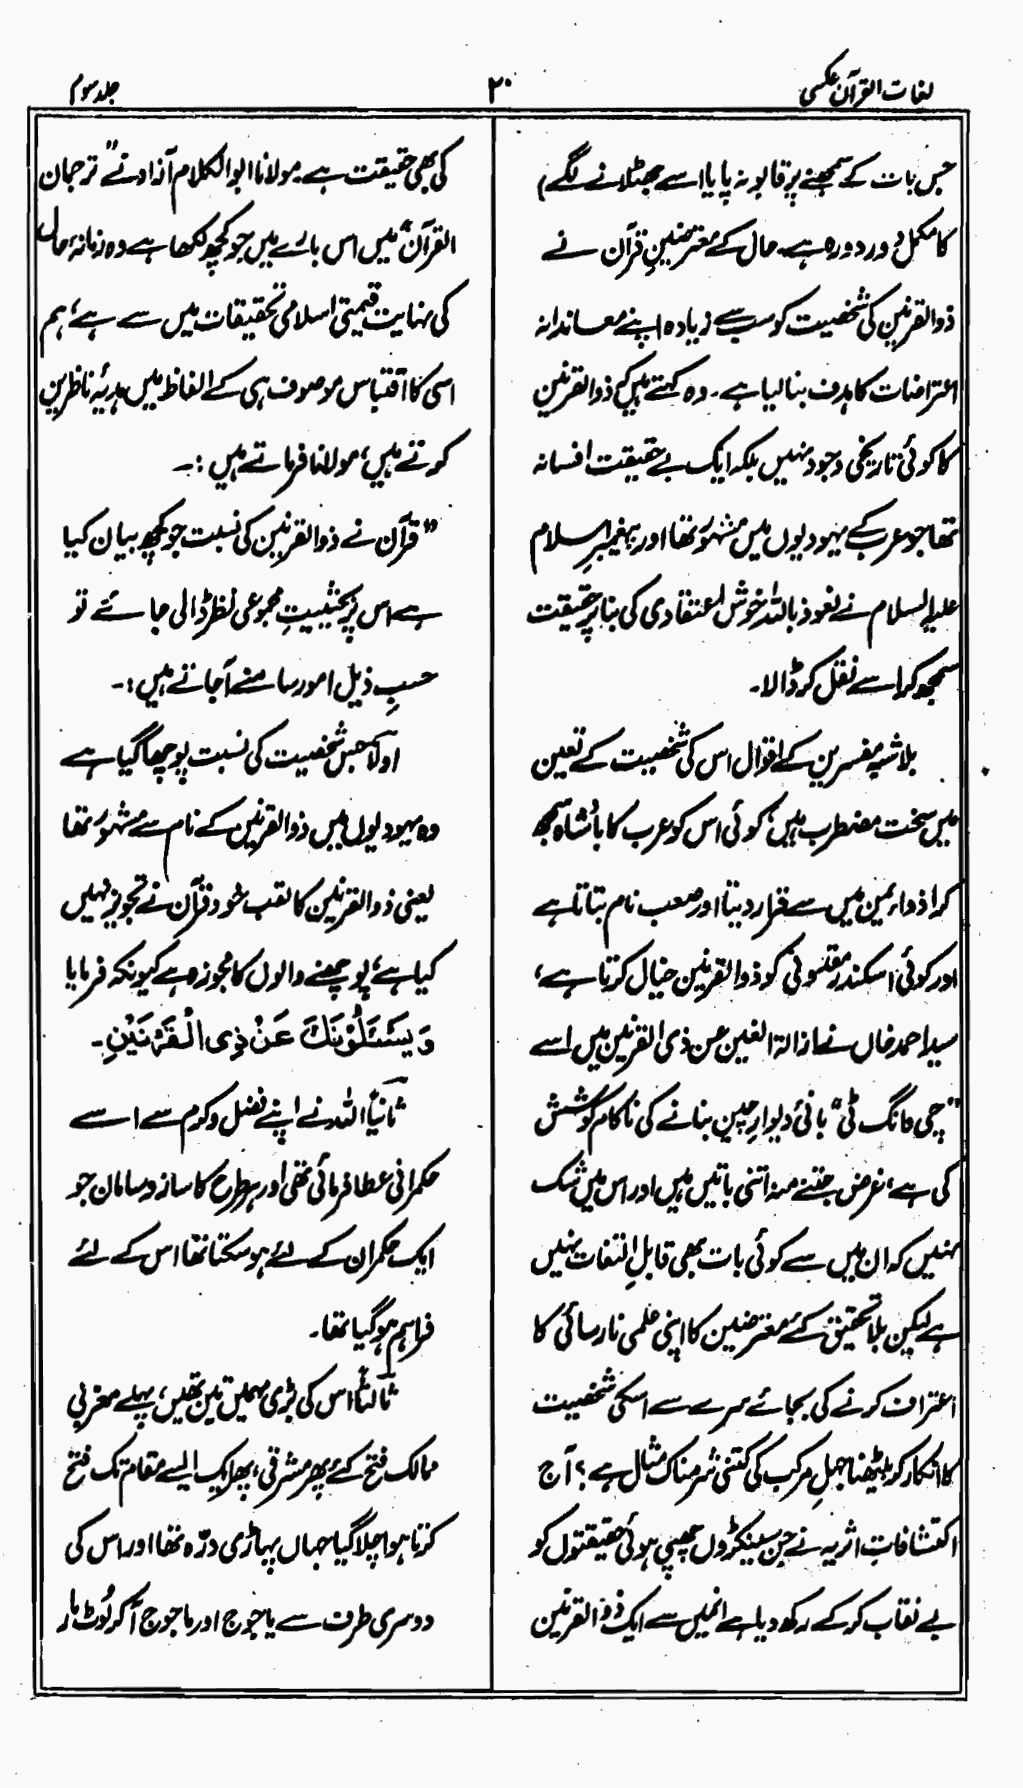 لغات القرآن عکسی
۲۰
جلد سوم
جس بات کے سمجھنے پر قابو نہ پایا اسے جھٹلانے لگے)
کا مکمل دور دورہ ہے۔ حال کے معترضینِ قرآن نے
ذوالقرنین کی شخصیت کو سب سے زیادہ اپنے معاندانہ
اعتراضات کا ہدف بنا لیا ہے۔ وہ کہتے ہیں کہ ذوالقرنین
کا کوئی تاریخی وجود نہیں بلکہ ایک بے حقیقت افسانہ
تھا جو عرب کے یہودیوں میں مشہور تھا اور پیغمبرِ اسلام
علیہ السلام نے نعوذ باللہ خوش اعتقادی کی بنا پر حقیقت
سمجھ کر اسے نقل کر ڈالا۔
بلاشبہ مفسرین کے اقوال اس کی شخصیت کے تعین
میں سخت مضطرب ہیں، کوئی اس کو عرب کا بادشاہ سمجھ
کر اذواءِ یمن میں سے قرار دیتا اور صعب نام بتاتا ہے
اور کوئی اسکندر مقدونی کو ذوالقرنین خیال کرتا ہے،
سید احمد خاں نے ازالۃ الغین عن ذی القرنین میں اسے
"چی وانگ ٹی" بانیٔ دیوارِ چین بنانے کی ناکام کوشش
کی ہے، غرض جتنے منہ اتنی باتیں ہیں اور اس میں شک
نہیں کہ ان میں سے کوئی بات بھی قابلِ التفات نہیں
ہے لیکن بلا تحقیق کئے معترضین کا اپنی علمی نارسائی کا
اعتراف کرنے کی بجائے سرے سے اسکی شخصیت
کا انکار کر بیٹھنا جہلِ مرکب کی کتنی شرمناک مثال ہے؟ آج
اکتشافاتِ اثریہ نے جن سینکڑوں چھپی ہوئی حقیقتوں کو
بے نقاب کر کے رکھ دیا ہے انہیں سے ایک ذوالقرنین
کی بھی حقیقت ہے۔ مولانا ابوالکلام آزاد نے "ترجمان
القرآن" میں اس بارے میں جو کچھ لکھا ہے وہ زمانۂ حال
کی نہایت قیمتی اسلامی تحقیقات میں سے ہے، ہم
اسی کا اقتباس موصوف ہی کے الفاظ میں ہدیۂ ناظرین
کرتے ہیں، مولانا فرماتے ہیں :۔
"قرآن نے ذوالقرنین کی نسبت جو کچھ بیان کیا
ہے اس پر بحیثیتِ مجموعی نظر ڈالی جائے تو
حسبِ ذیل امور سامنے آجاتے ہیں:۔
اولاً جس شخصیت کی نسبت پوچھا گیا ہے
وہ یہودیوں میں ذوالقرنین کے نام سے مشہور تھا
یعنی ذوالقرنین کا لقب خود قرآن نے تجویز نہیں
کیا ہے، پوچھنے والوں کا مجوزہ ہے کیونکہ فرمایا
وَيَسْئَلُوْنَكَ عَنْ ذِي الْقَرْنَيْنِ۔
ثانیاً اللہ نے اپنے فضل و کرم سے اسے
حکمرانی عطا فرمائی تھی اور ہر طرح کا ساز و سامان جو
ایک حکمران کے لئے ہو سکتا تھا اس کے لئے
فراہم ہو گیا تھا۔
ثالثاً اس کی بڑی مہمیں تین تھیں، پہلے مغربی
ممالک فتح کئے پھر مشرقی، پھر ایک ایسے مقام تک فتح
کرتا ہوا چلا گیا جہاں پہاڑی درّہ تھا اور اس کی
دوسری طرف سے یاجوج اور ماجوج آکر لُوٹ مار